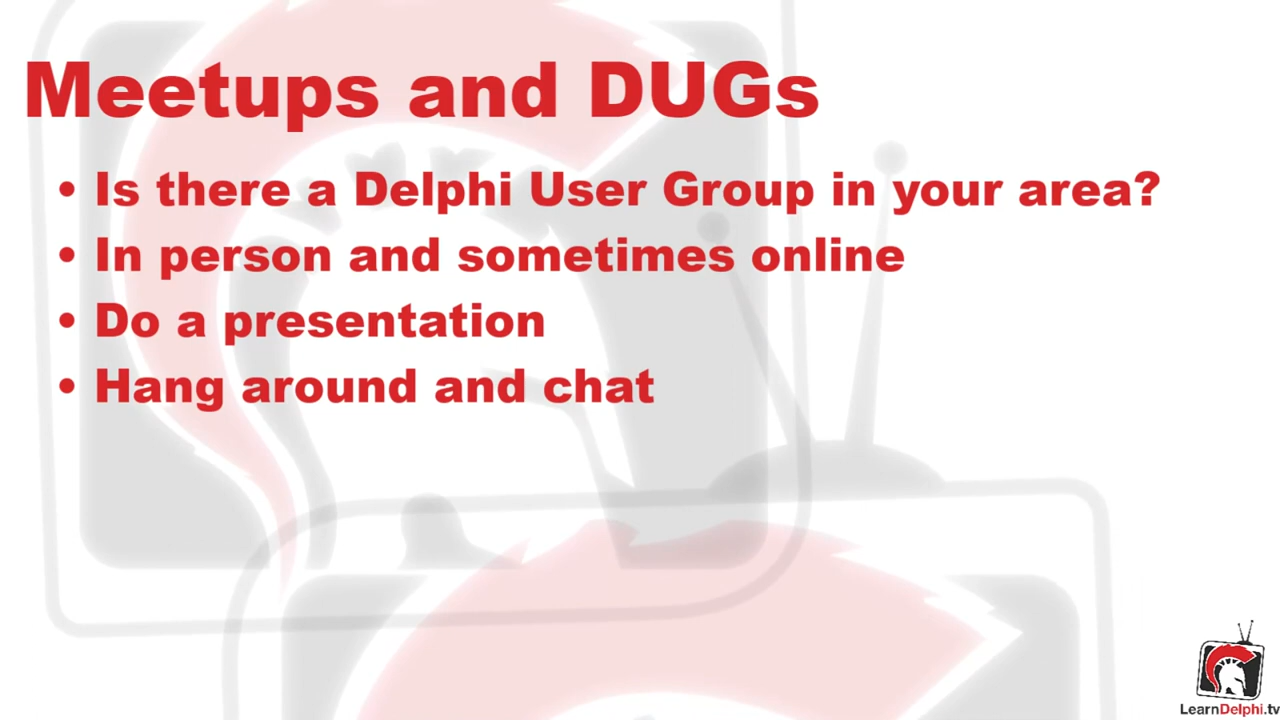 Meetups and DUGs
• Is there a Delphi User Group in your area?
• In person and sometimes online
• Do a presentation
• Hang around and chat
LearnDelphi.tv